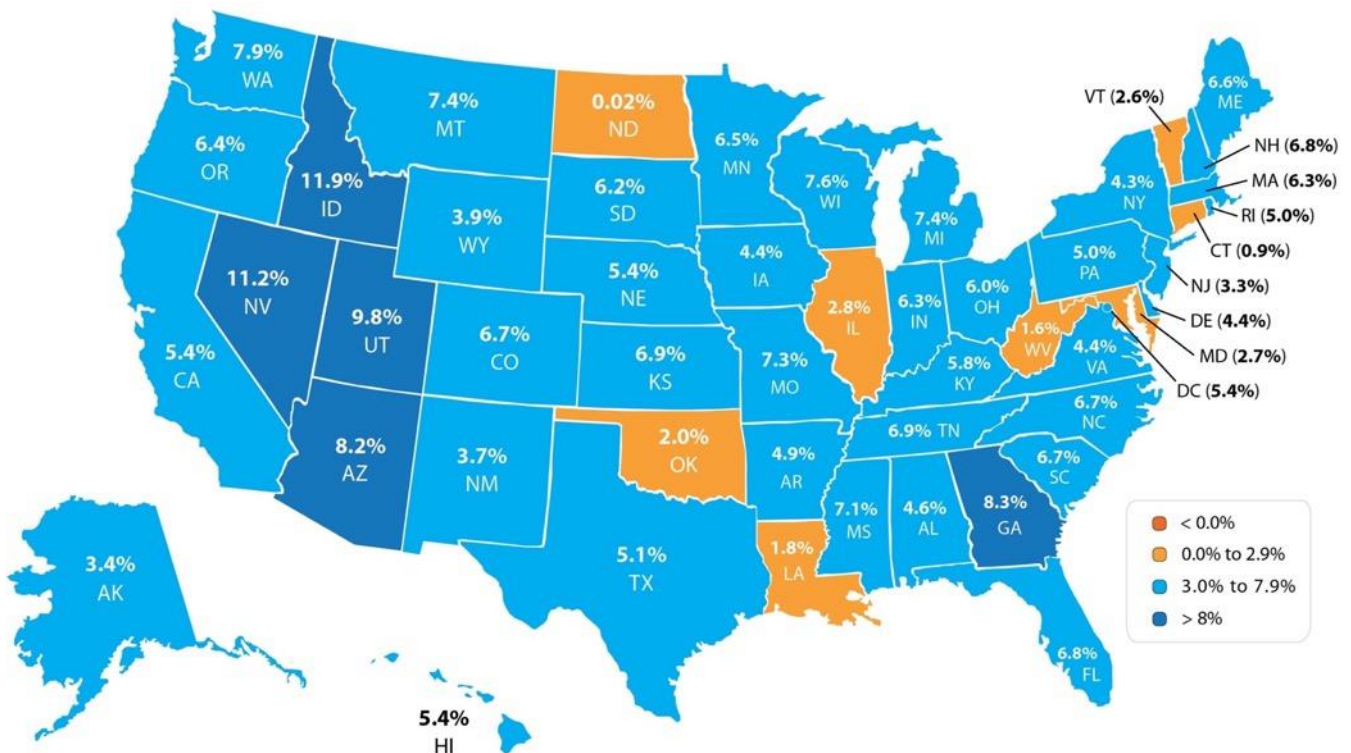 7.9%
WA
6.4%
OR
5.4%
CA
11.9%
ID
11.2%
NV
9.8%
UT
8.2%
AZ
7.4%
MT
3.9%
WY
6.7%
CO
3.7%
NM
0.02%
ND
6.2%
SD
5.4%
NE
6.9%
KS
2.0%
OK
5.1%
TX
6.5%
MN
4.4%
IA
7.3%
MO
4.9%
AR
1.8%
LA
7.6%
WI
2.8%
IL
7.4%
MI
6.3%
IN
6.0%
OH
5.8%
KY
6.9% TN
7.1%
MS
4.6%
AL
8.3%
GA
6.8%
FL
6.7%
SC
6.7%
NC
4.4%
VA
1.6%
WV
5.0%
PA
4.3%
NY
6.6%
ME
VT (2.6%)
NH (6.8%)
MA (6.3%)
RI (5.0%)
CT (0.9%)
NJ (3.3%)
DE (4.4%)
MD (2.7%)
DC (5.4%)
3.4%
AK
5.4%
HI
< 0.0%
0.0% to 2.9%
3.0% to 7.9%
> 8%